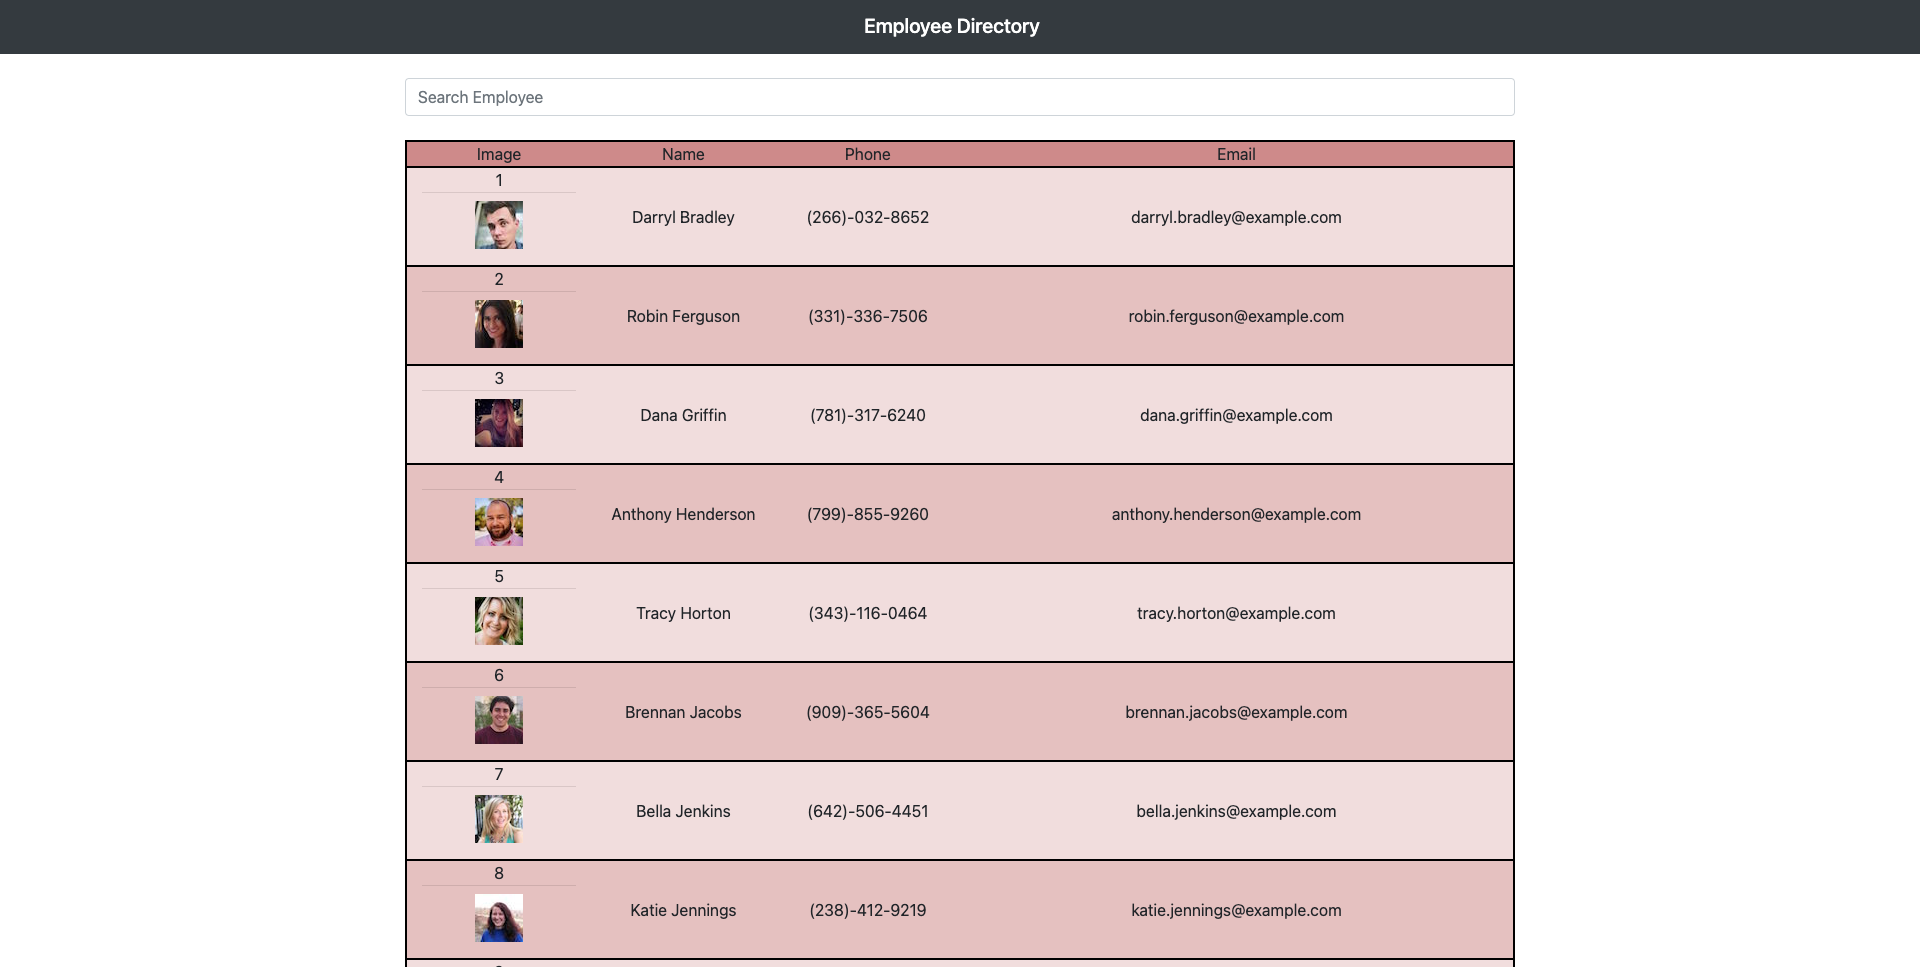 Employee Directory
Search Employee
Image Name Phone Email
1
Darryl Bradley (266)-032-8652 darryl.bradley@example.com
2
Robin Ferguson (331)-336-7506 robin.ferguson@example.com
3
Dana Griffin (781)-317-6240 dana.griffin@example.com
4
Anthony Henderson (799)-855-9260 anthony.henderson@example.com
5
Tracy Horton (343)-116-0464 tracy.horton@example.com
6
Brennan Jacobs (909)-365-5604 brennan.jacobs@example.com
7
Bella Jenkins (642)-506-4451 bella.jenkins@example.com
8
Katie Jennings (238)-412-9219 katie.jennings@example.com